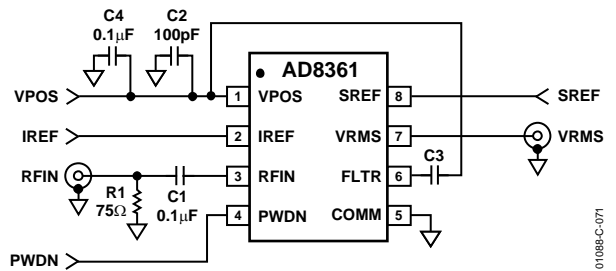 C4
0.1μF
C2
100pF
AD8361
VPOS
1
VPOS
SREF
8
SREF
IREF
2
IREF
VRMS
7
VRMS
C3
RFIN
R1
75Ω
C1
0.1μF
3
RFIN
FLTR
6
4
PWDN
COMM
5
PWDN
01088-C-071